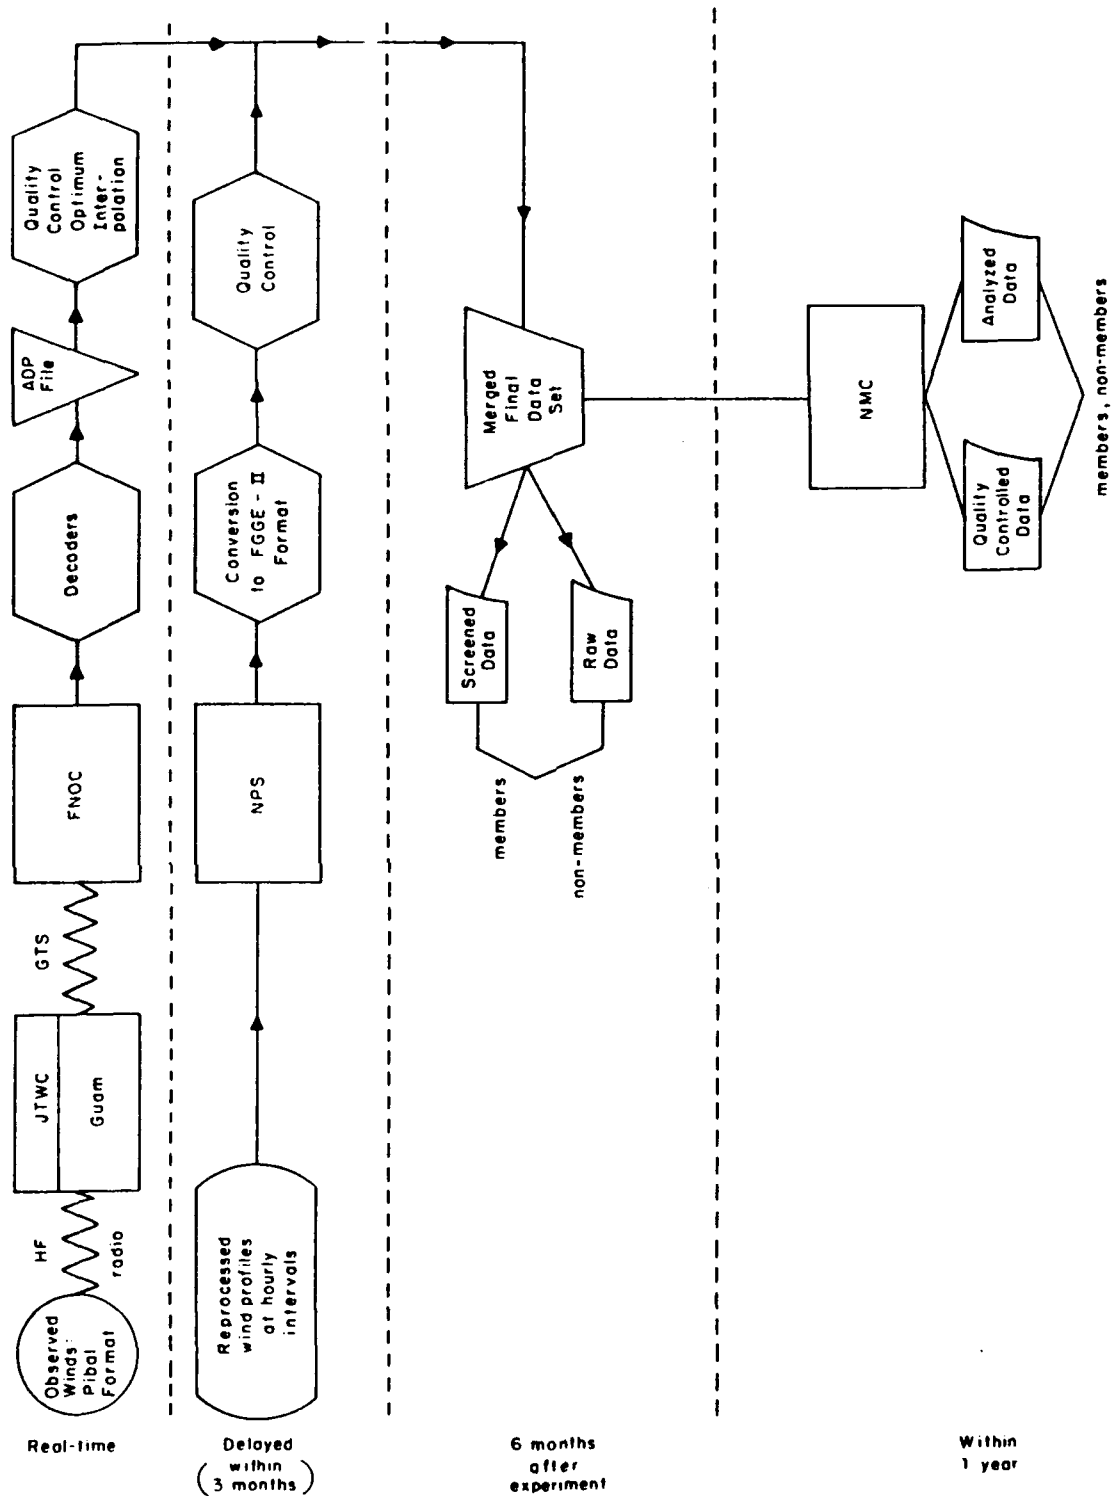 Real-time
Observed
Winds:
Pibal
Format
HF
radio
JTWC
Guam
GTS
FNOC
Decoders
ADP
File
Quality
Control
Optimum
Inter-
polation
Delayed
(within
3 months)
Reprocessed
wind profiles
at hourly
intervals
NPS
Conversion
to FGGE-II
Format
Quality
Control
6 months
after
experiment
members
non-members
Screened
Data
Raw
Data
Merged
Final
Data
Set
Within
1 year
NMC
Quality
Controlled
Data
Analyzed
Data
members, non-members